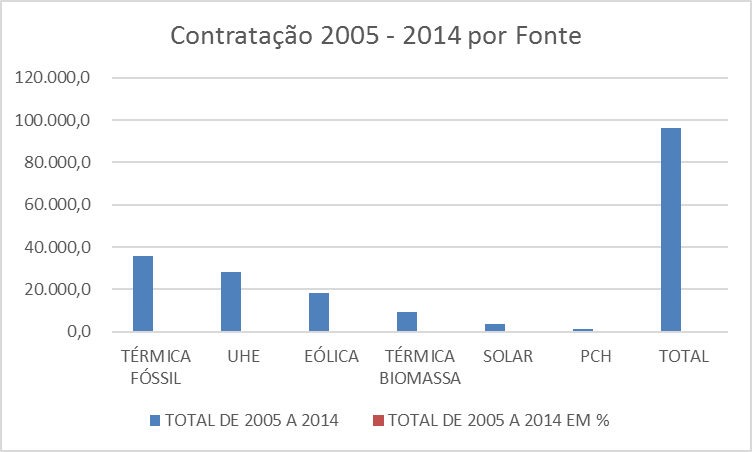 Contratação 2005 - 2014 por Fonte
120.000,0
100.000,0
80.000,0
60.000,0
40.000,0
20.000,0
0,0
TÉRMICA FÓSSIL
UHE
EÓLICA
TÉRMICA BIOMASSA
SOLAR
PCH
TOTAL
TOTAL DE 2005 A 2014
TOTAL DE 2005 A 2014 EM %